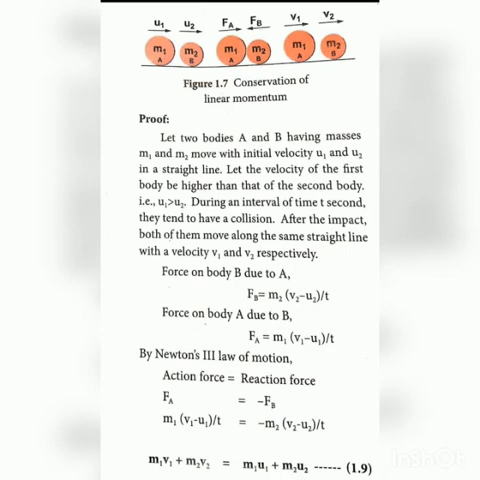 u₁ u₂ F_A F_B v₁ v₂
m₁ m₂ m₁ m₂ m₁ m₂
A B A B A B
Figure 1.7 Conservation of
linear momentum
Proof:
Let two bodies A and B having masses
m₁ and m₂ move with initial velocity u₁ and u₂
in a straight line. Let the velocity of the first
body be higher than that of the second body.
i.e., u₁>u₂. During an interval of time t second,
they tend to have a collision. After the impact,
both of them move along the same straight line
with a velocity v₁ and v₂ respectively.
Force on body B due to A,
F_B= m₂ (v₂-u₂)/t
Force on body A due to B,
F_A = m₁ (v₁-u₁)/t
By Newton's III law of motion,
Action force = Reaction force
F_A = -F_B
m₁ (v₁-u₁)/t = -m₂ (v₂-u₂)/t
m₁v₁ + m₂v₂ = m₁u₁ + m₂u₂ ------ (1.9)
InShOt